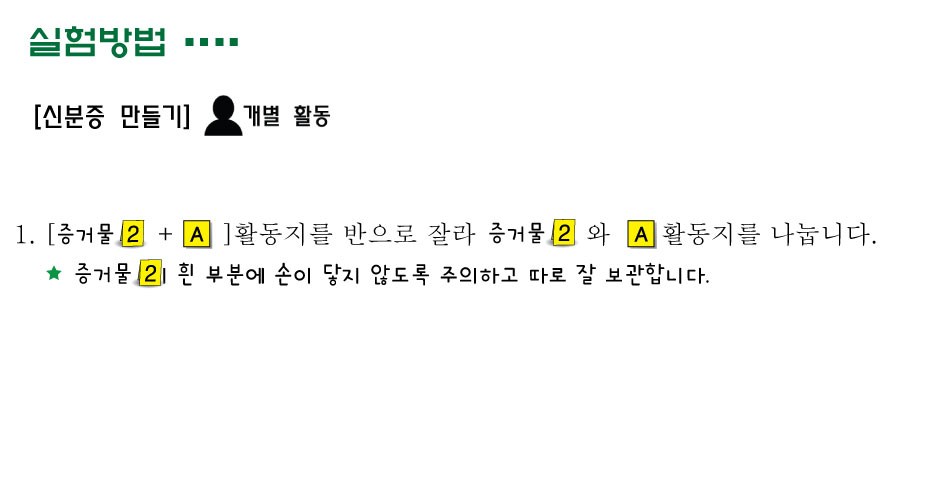 실험방법 ....
[신분증 만들기] 개별 활동
1. [증거물 2 + A ]활동지를 반으로 잘라 증거물 2 와 A 활동지를 나눕니다.
★ 증거물 2의 흰 부분에 손이 닿지 않도록 주의하고 따로 잘 보관합니다.